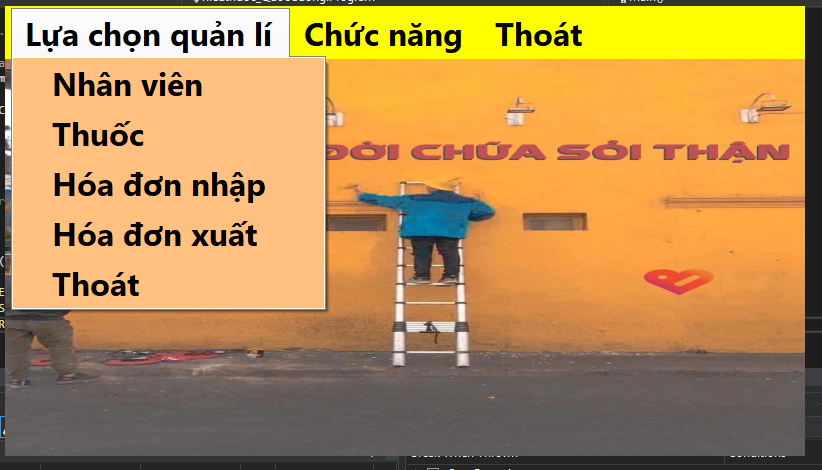 Lựa chọn quản lí Chức năng Thoát
Nhân viên
Thuốc
Hóa đơn nhập
Hóa đơn xuất
Thoát
ĐỜI CHỮA SỎI THẬN